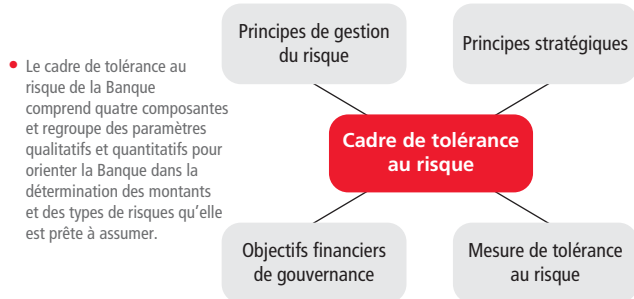 Principes de gestion
du risque
Principes stratégiques
• Le cadre de tolérance au
risque de la Banque
comprend quatre composantes
et regroupe des paramètres
qualitatifs et quantitatifs pour
orienter la Banque dans la
détermination des montants
et des types de risques qu'elle
est prête à assumer.
Cadre de tolérance
au risque
Objectifs financiers
de gouvernance
Mesure de tolérance
au risque